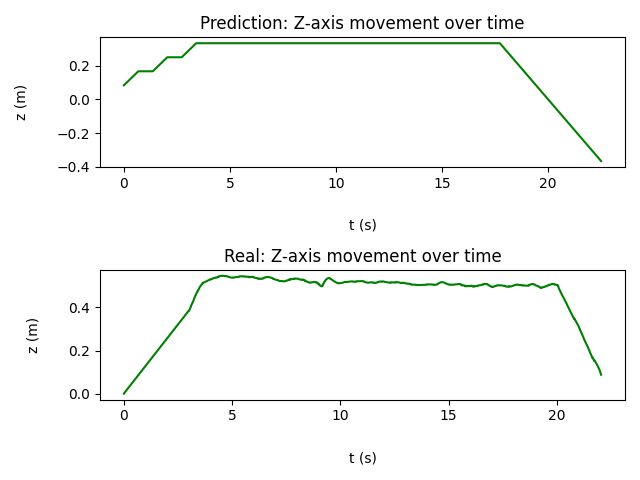 Prediction: Z-axis movement over time
z (m)
0.2
0.0
−0.2
−0.4
0 5 10 15 20
t (s)
Real: Z-axis movement over time
z (m)
0.4
0.2
0.0
0 5 10 15 20
t (s)